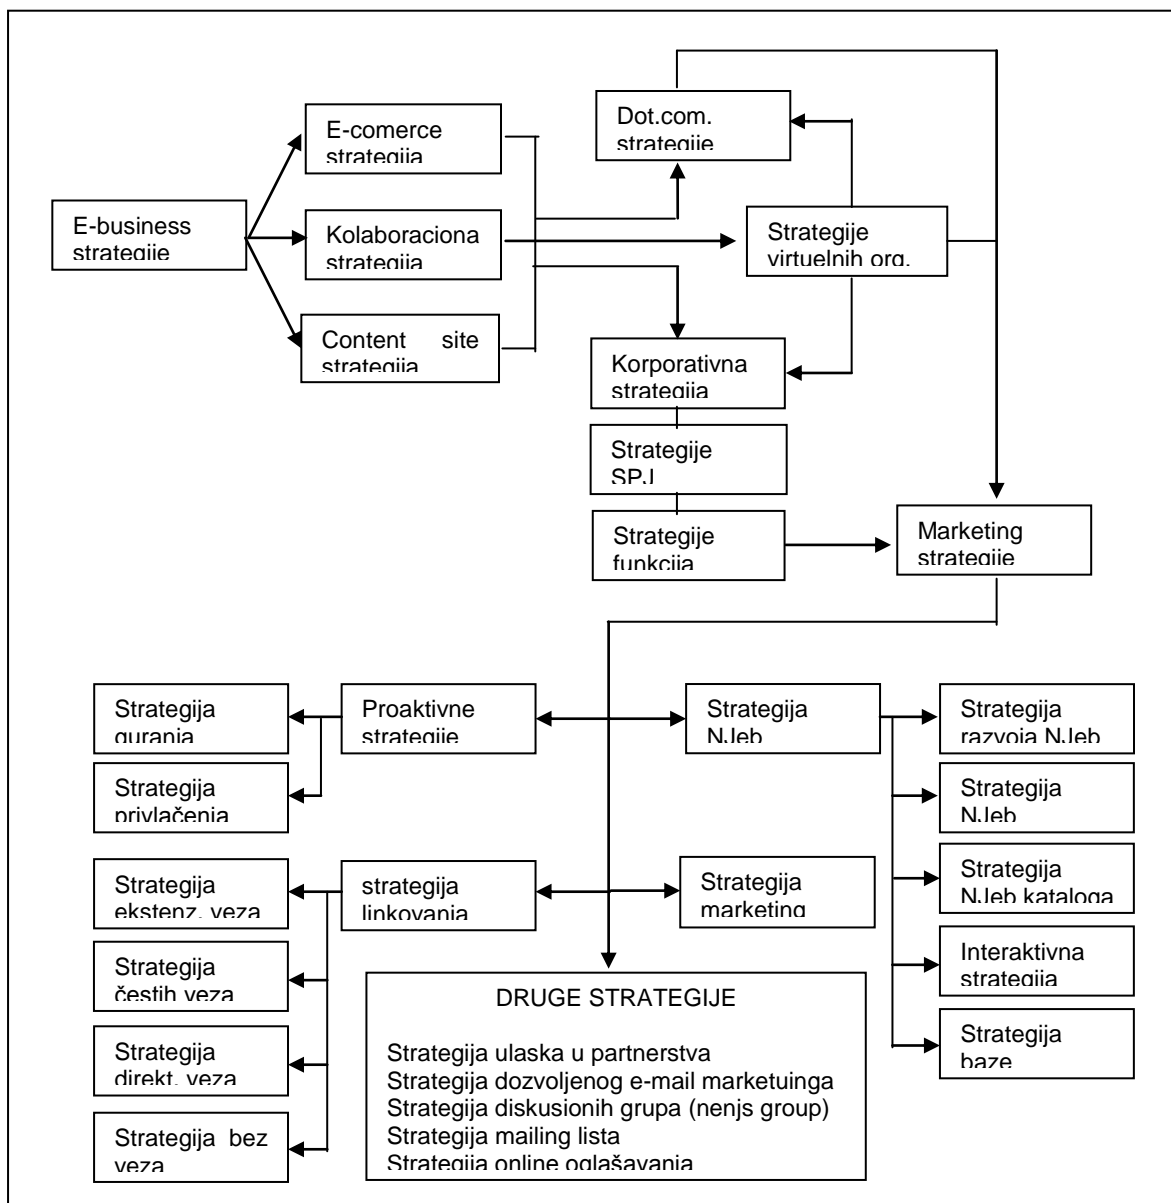 E-business
strategije
E-comerce
strategija
Kolaboraciona
strategija
Content site
strategija
Dot.com.
strategije
Strategije
virtuelnih org.
Korporativna
strategija
Strategije
SPJ
Strategije
funkcija
Marketing
strategije
Strategija
guranja
Proaktivne
strategije
Strategija
privlačenja
Strategija
NJeb
Strategija
razvoja NJeb
Strategija
NJeb
Strategija
NJeb kataloga
Interaktivna
strategija
Strategija
baze
Strategija
ekstenz. veza
strategija
linkovanja
Strategija
marketing
Strategija
čestih veza
Strategija
direkt. veza
Strategija bez
veza
DRUGE STRATEGIJE
Strategija ulaska u partnerstva
Strategija dozvoljenog e-mail marketuinga
Strategija diskusionih grupa (nenjs group)
Strategija mailing lista
Strategija online oglašavanja